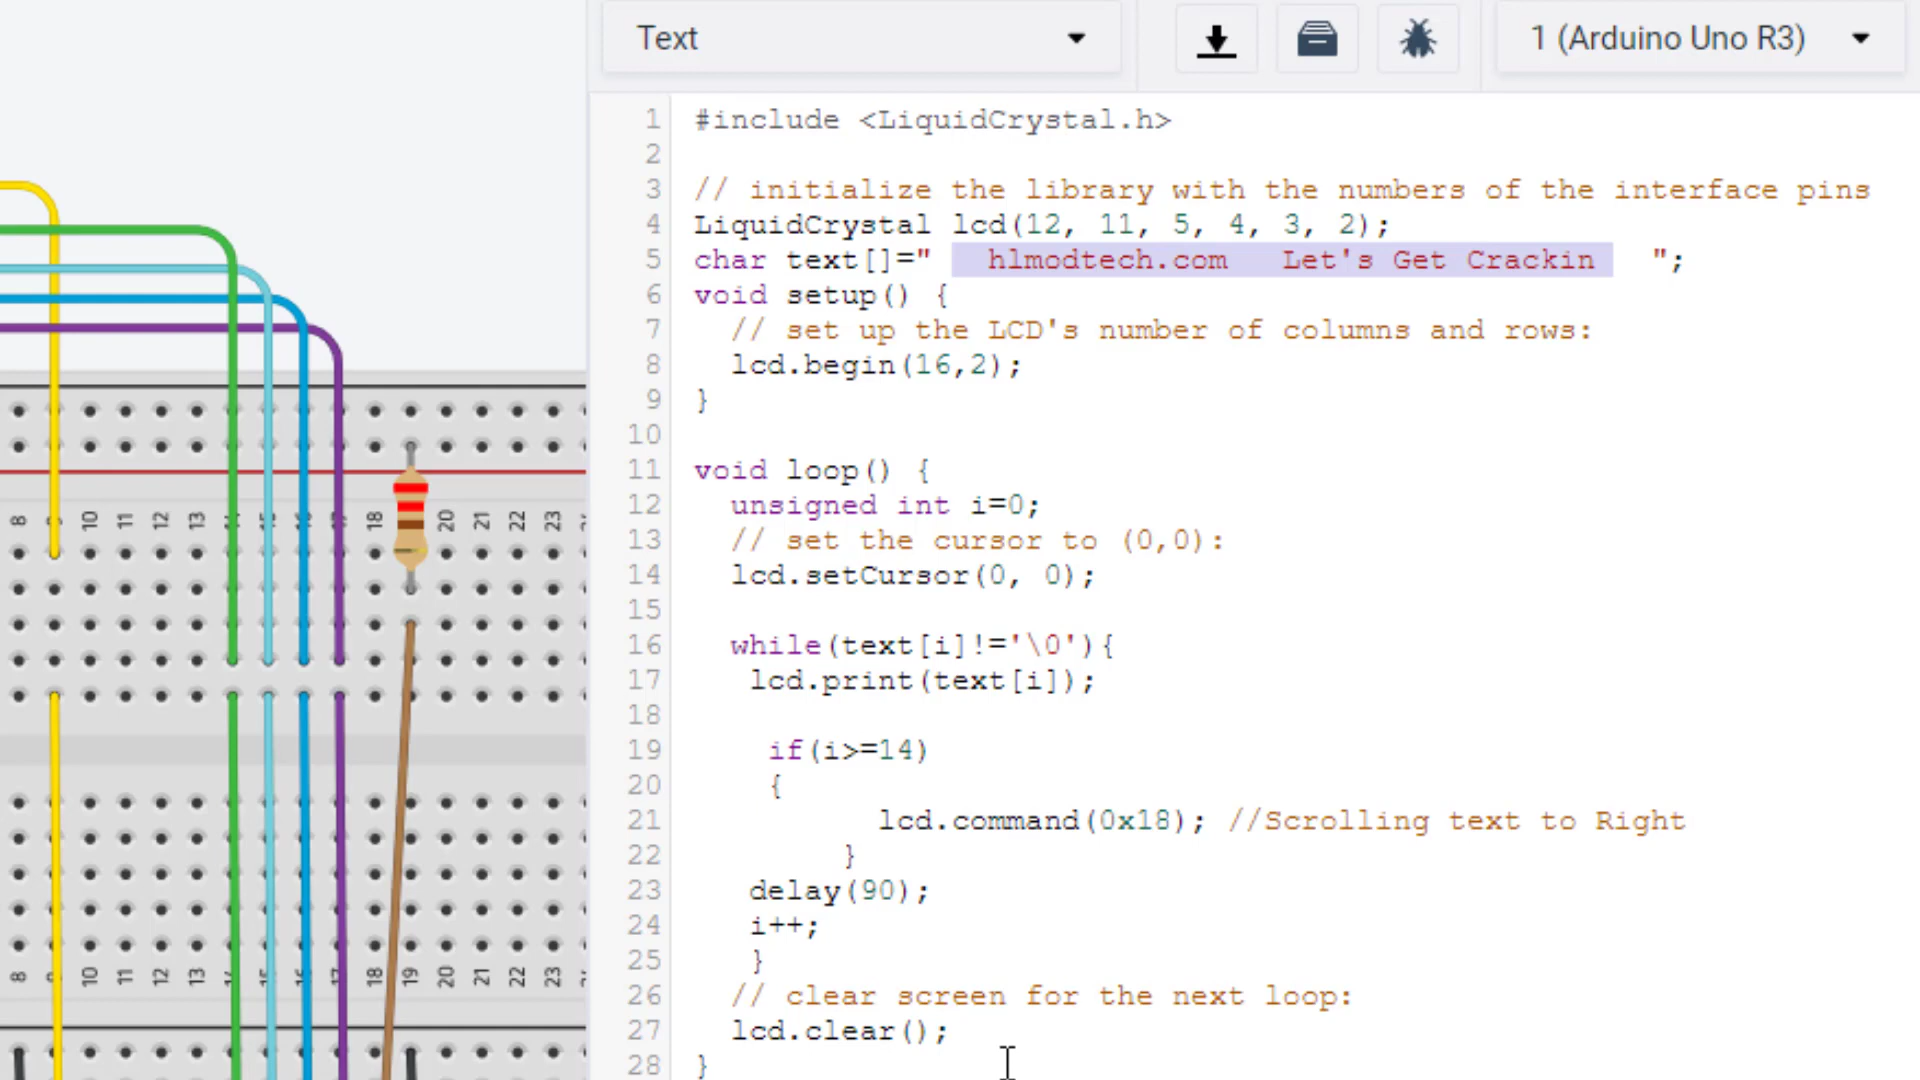 Text
1 (Arduino Uno R3)
1 #include <LiquidCrystal.h>
2
3 // initialize the library with the numbers of the interface pins
4 LiquidCrystal lcd(12, 11, 5, 4, 3, 2);
5 char text[]="   hlmodtech.com   Let's Get Crackin   ";
6 void setup() {
7   // set up the LCD's number of columns and rows:
8   lcd.begin(16,2);
9 }
10
11 void loop() {
12   unsigned int i=0;
13   // set the cursor to (0,0):
14   lcd.setCursor(0, 0);
15
16   while(text[i]!='\0'){
17    lcd.print(text[i]);
18
19     if(i>=14)
20     {
21           lcd.command(0x18); //Scrolling text to Right
22         }
23    delay(90);
24    i++;
25    }
26   // clear screen for the next loop:
27   lcd.clear();
28 }
8 10 11 12 13 18 20 21 22 23
8 10 11 12 13 18 19 20 21 22 23